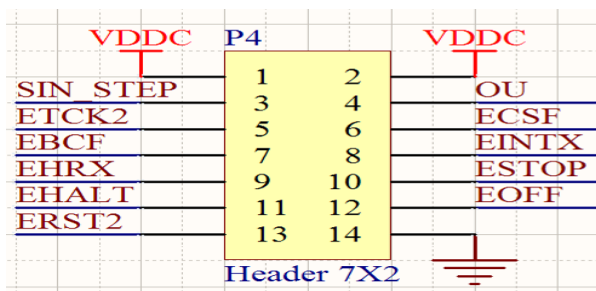 VDDC P4 VDDC
1 2
SIN_STEP 3 4 OU
ETCK2 5 6 ECSF
EBCF 7 8 EINTX
EHRX 9 10 ESTOP
EHALT 11 12 EOFF
ERST2 13 14
Header 7X2